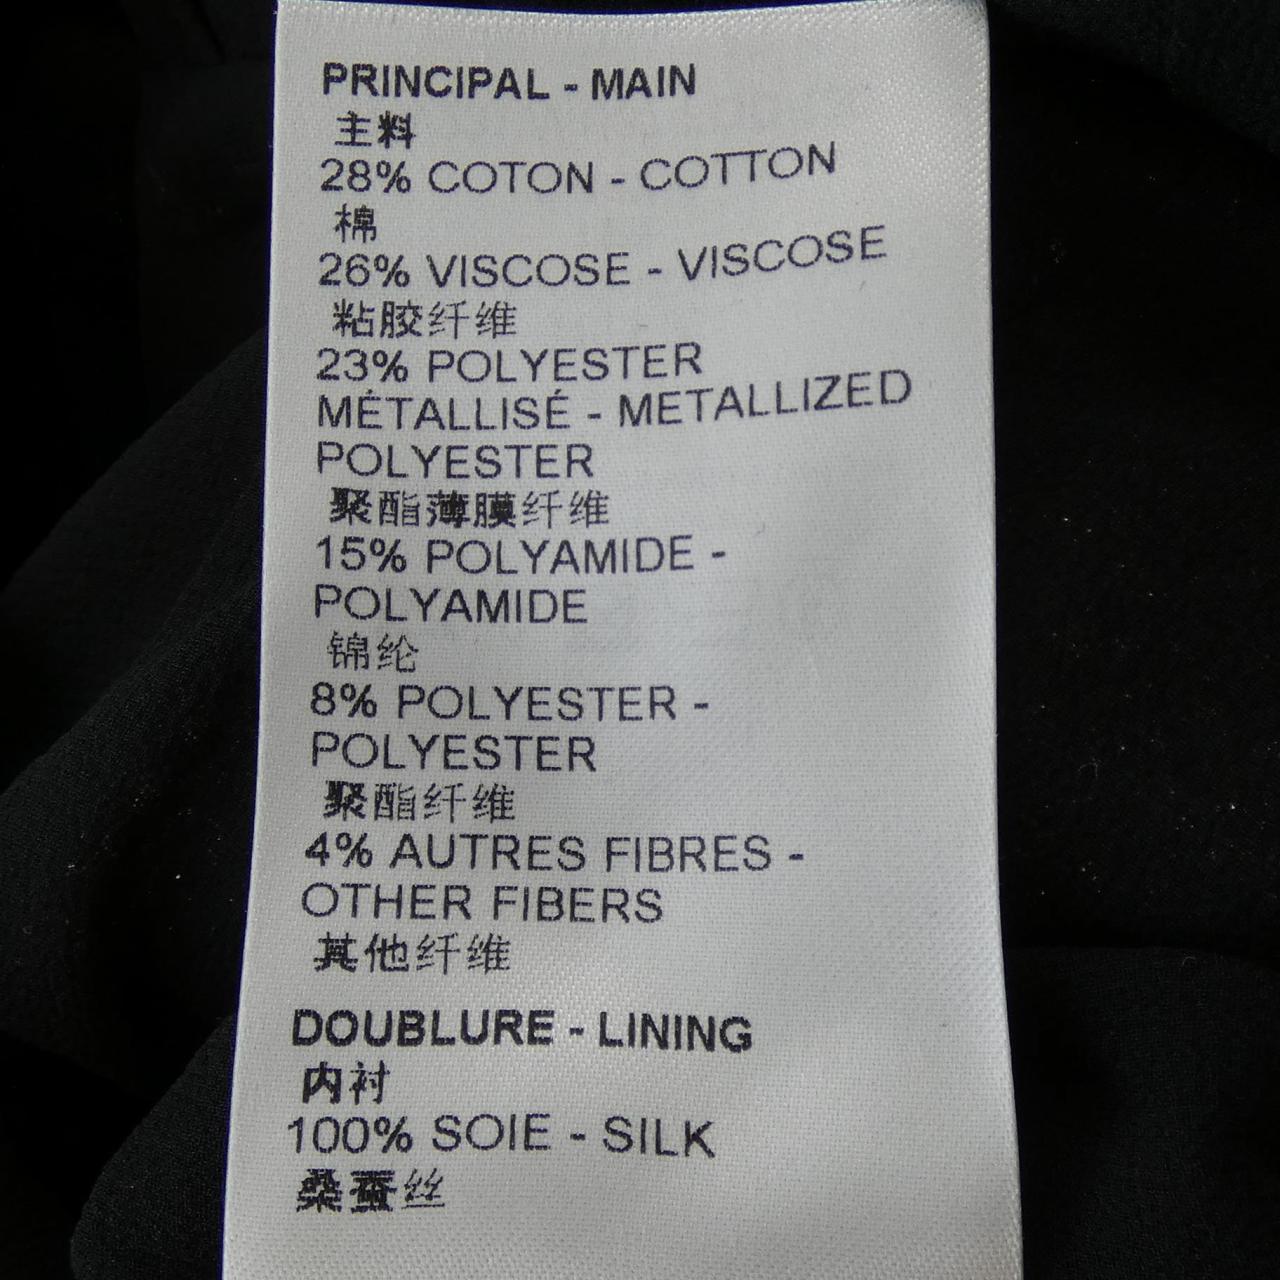 PRINCIPAL - MAIN
主料
28% COTON - COTTON
棉
26% VISCOSE - VISCOSE
粘胶纤维
23% POLYESTER
MÉTALLISÉ - METALLIZED
POLYESTER
聚酯薄膜纤维
15% POLYAMIDE -
POLYAMIDE
锦纶
8% POLYESTER -
POLYESTER
聚酯纤维
4% AUTRES FIBRES -
OTHER FIBERS
其他纤维
DOUBLURE - LINING
内衬
100% SOIE - SILK
桑蚕丝